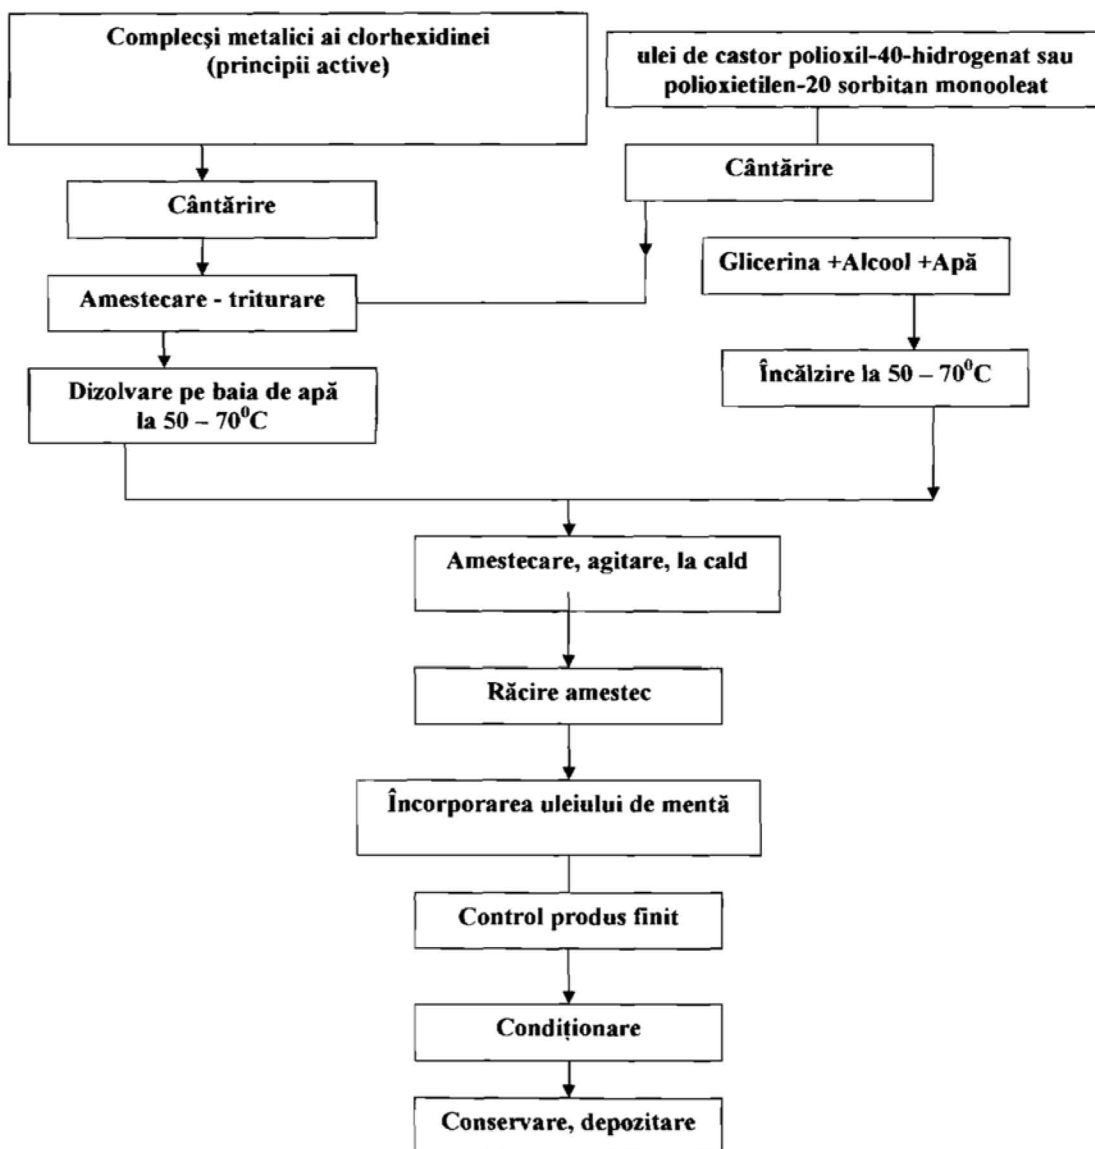 Complecşi metalici ai clorhexidinei
(principii active)
ulei de castor polioxil-40-hidrogenat sau
polioxietilen-20 sorbitan monooleat
Cântărire
Cântărire
Glicerina +Alcool +Apă
Amestecare - triturare
Încălzire la 50 – 70⁰C
Dizolvare pe baia de apă
la 50 – 70⁰C
Amestecare, agitare, la cald
Răcire amestec
Încorporarea uleiului de mentă
Control produs finit
Condiţionare
Conservare, depozitare